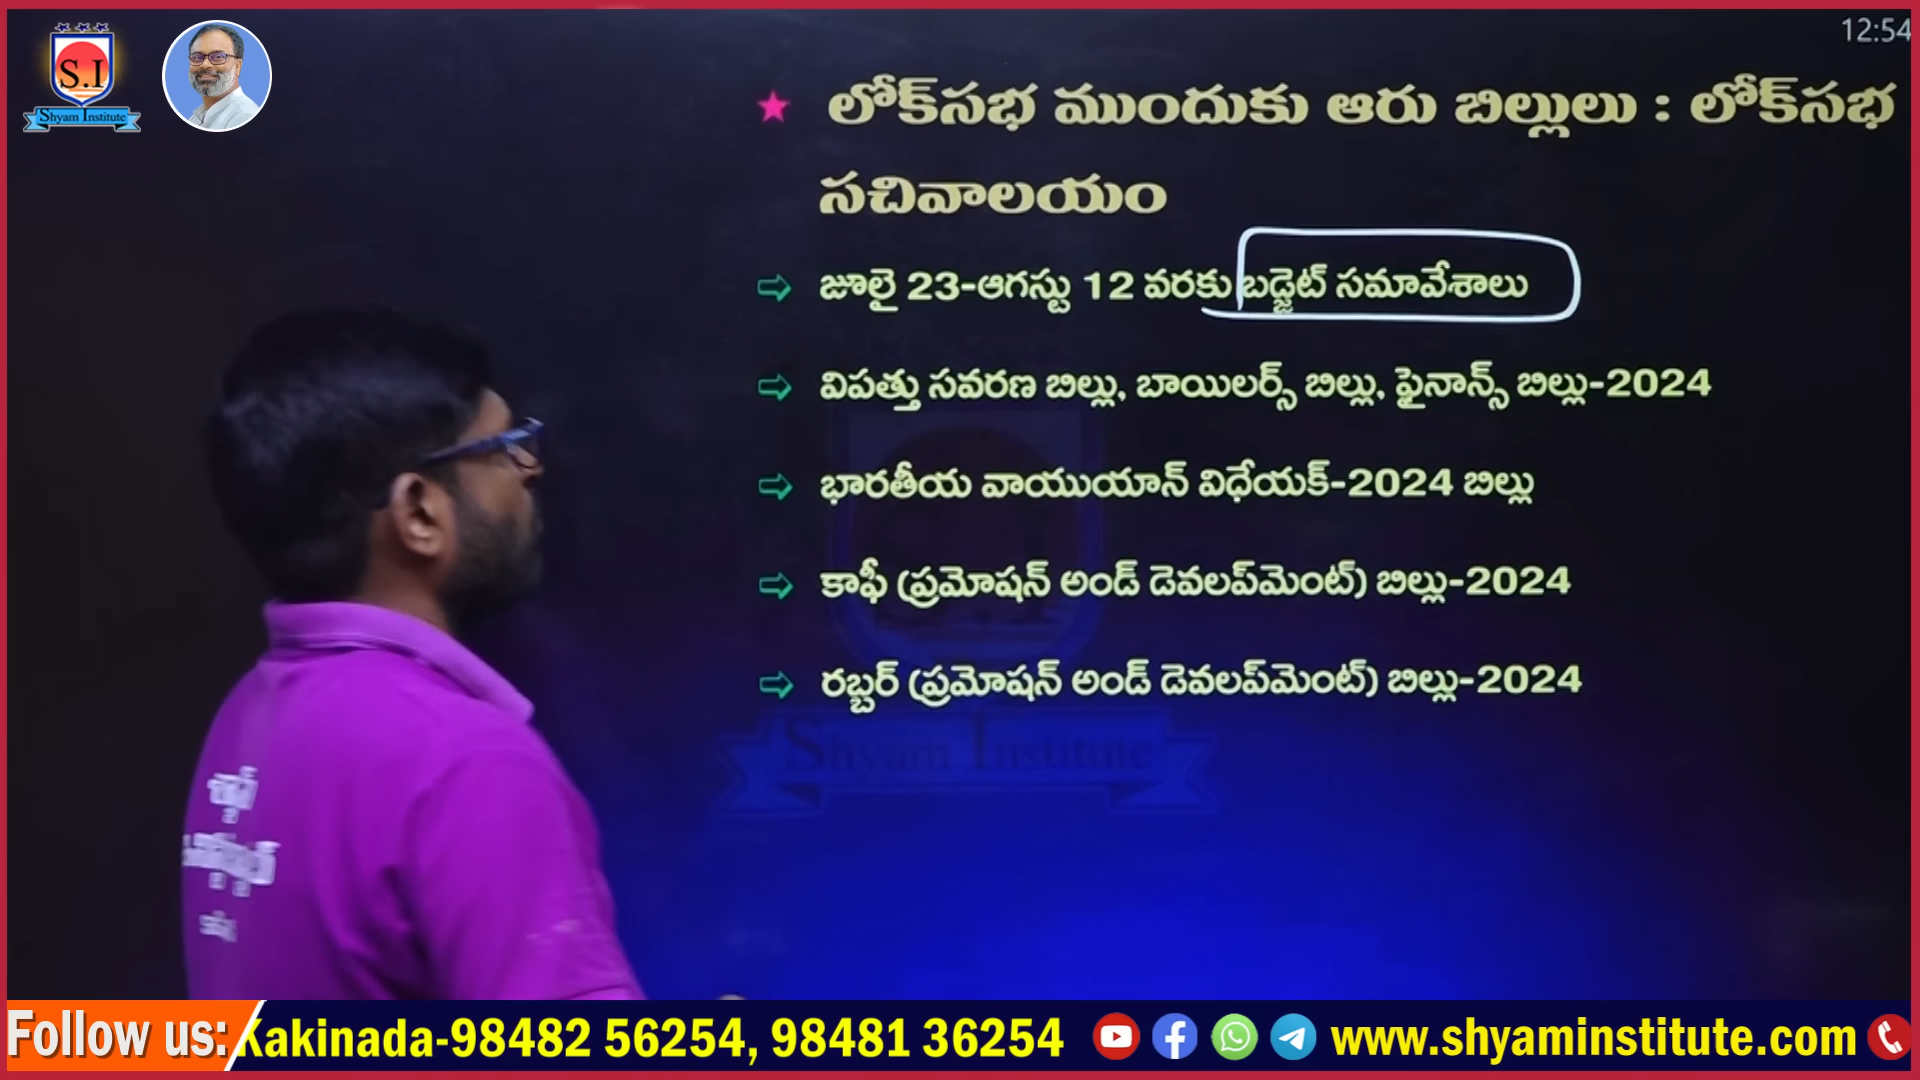 12:54
S.I
Shyam Institute
★ లోక్‌సభ ముందుకు ఆరు బిల్లులు : లోక్‌సభ
సచివాలయం
⇨ జూలై 23-ఆగస్టు 12 వరకు బడ్జెట్ సమావేశాలు
⇨ విపత్తు సవరణ బిల్లు, బాయిలర్స్ బిల్లు, ఫైనాన్స్ బిల్లు-2024
⇨ భారతీయ వాయుయాన్ విధేయక్-2024 బిల్లు
⇨ కాఫీ (ప్రమోషన్ అండ్ డెవలప్‌మెంట్) బిల్లు-2024
⇨ రబ్బర్ (ప్రమోషన్ అండ్ డెవలప్‌మెంట్) బిల్లు-2024
Shyam Institute
Follow us: Kakinada-98482 56254, 98481 36254 www.shyaminstitute.com